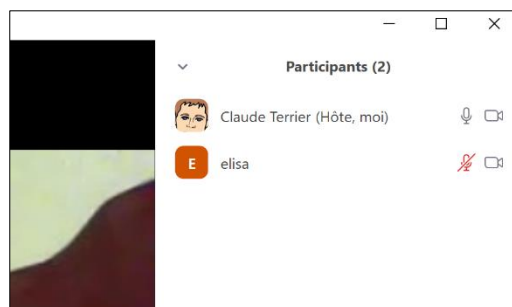 Participants (2)
Claude Terrier (Hôte, moi)
E elisa